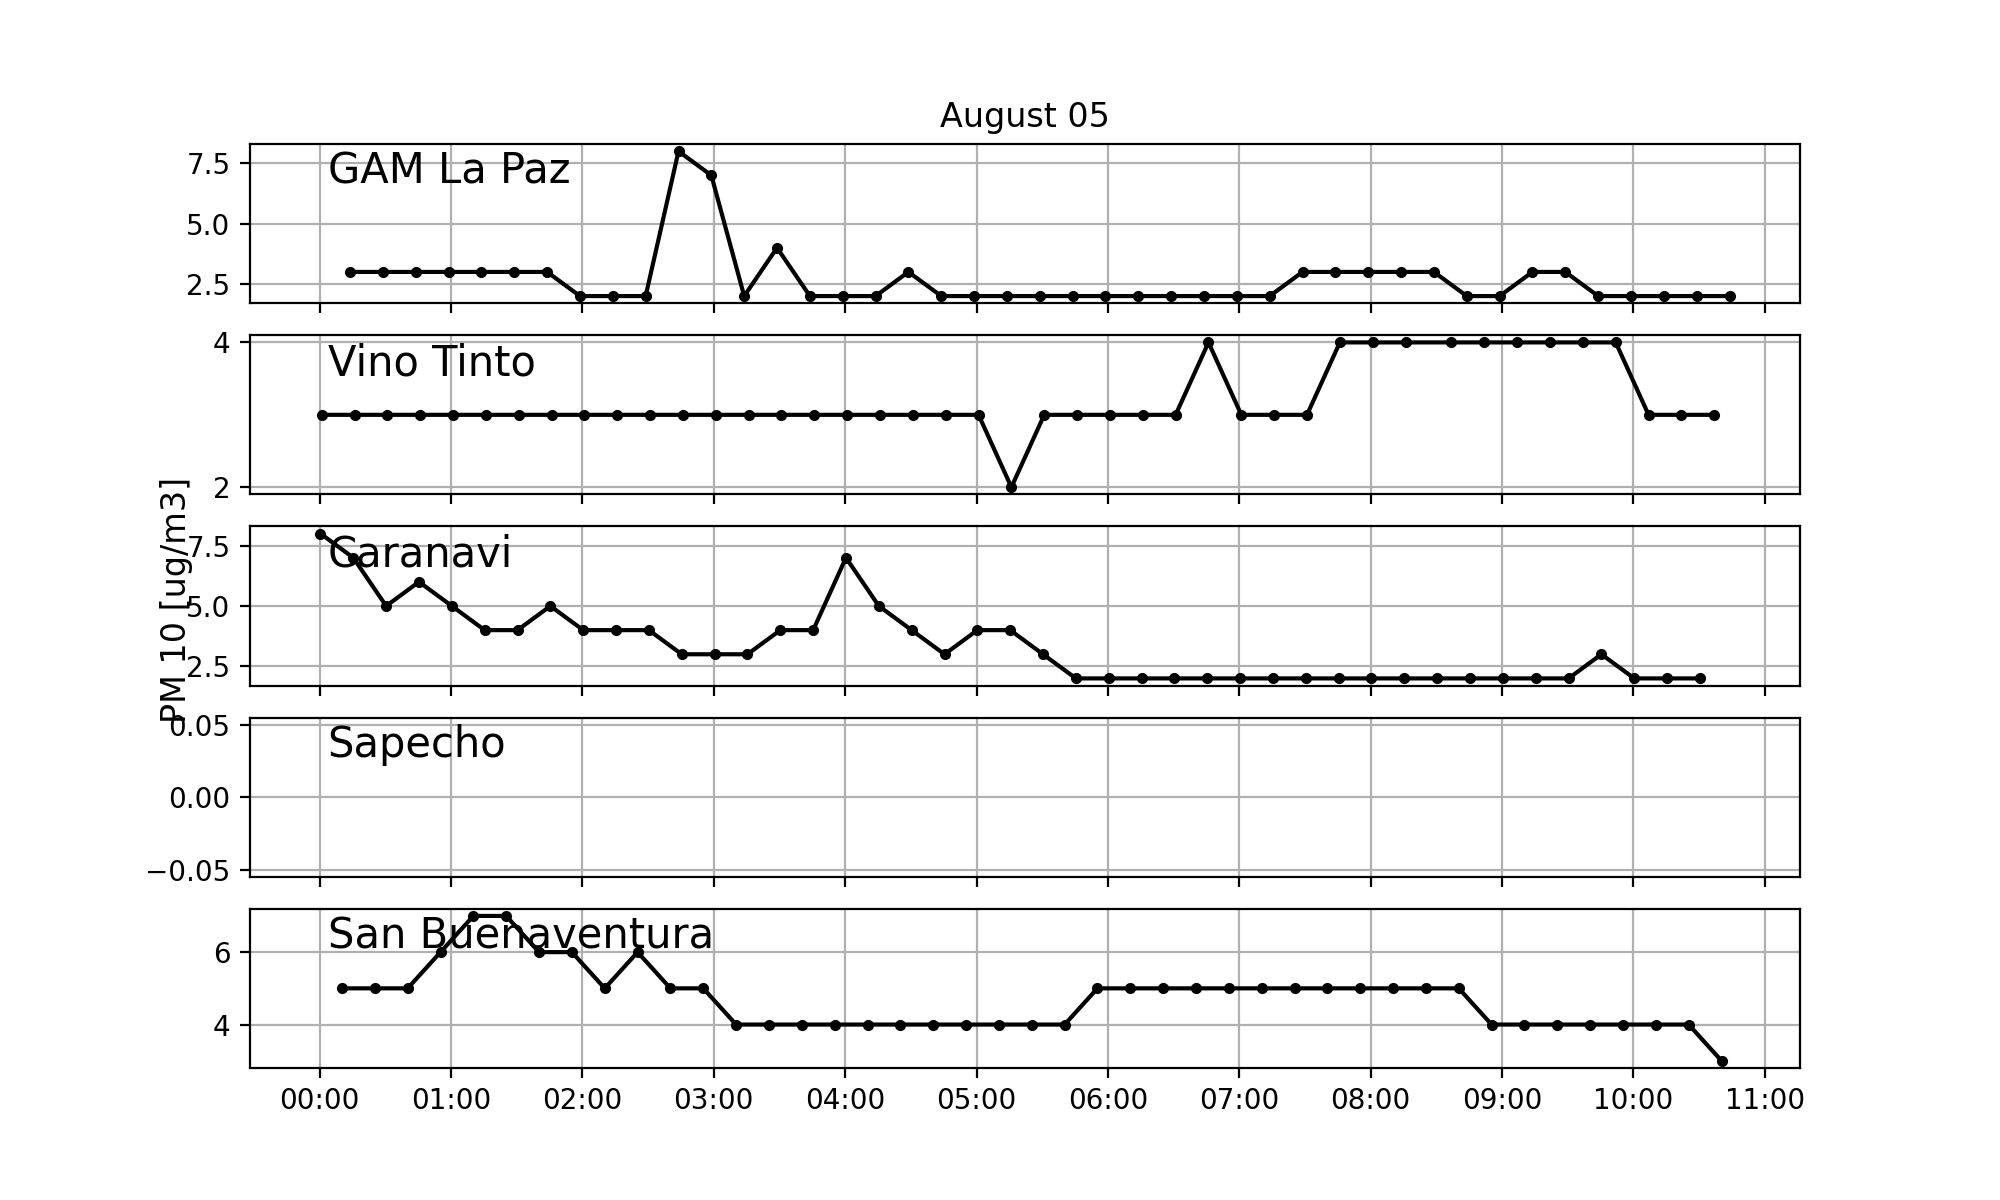 August 05
PM 10 [ug/m3]
GAM La Paz
7.5
5.0
2.5
Vino Tinto
4
2
Caranavi
7.5
5.0
2.5
Sapecho
0.05
0.00
−0.05
San Buenaventura
6
4
00:00 01:00 02:00 03:00 04:00 05:00 06:00 07:00 08:00 09:00 10:00 11:00